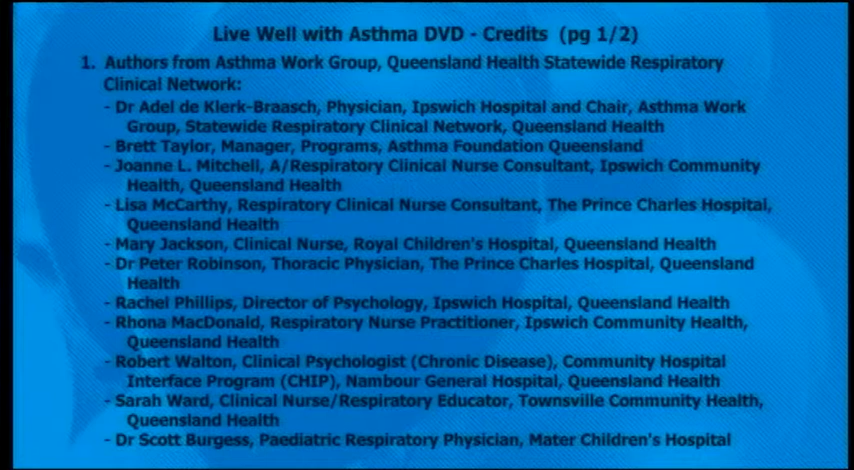 Live Well with Asthma DVD - Credits (pg 1/2)
1. Authors from Asthma Work Group, Queensland Health Statewide Respiratory
Clinical Network:
- Dr Adel de Klerk-Braasch, Physician, Ipswich Hospital and Chair, Asthma Work
Group, Statewide Respiratory Clinical Network, Queensland Health
- Brett Taylor, Manager, Programs, Asthma Foundation Queensland
- Joanne L. Mitchell, A/Respiratory Clinical Nurse Consultant, Ipswich Community
Health, Queensland Health
- Lisa McCarthy, Respiratory Clinical Nurse Consultant, The Prince Charles Hospital,
Queensland Health
- Mary Jackson, Clinical Nurse, Royal Children's Hospital, Queensland Health
- Dr Peter Robinson, Thoracic Physician, The Prince Charles Hospital, Queensland
Health
- Rachel Phillips, Director of Psychology, Ipswich Hospital, Queensland Health
- Rhona MacDonald, Respiratory Nurse Practitioner, Ipswich Community Health,
Queensland Health
- Robert Walton, Clinical Psychologist (Chronic Disease), Community Hospital
Interface Program (CHIP), Nambour General Hospital, Queensland Health
- Sarah Ward, Clinical Nurse/Respiratory Educator, Townsville Community Health,
Queensland Health
- Dr Scott Burgess, Paediatric Respiratory Physician, Mater Children's Hospital